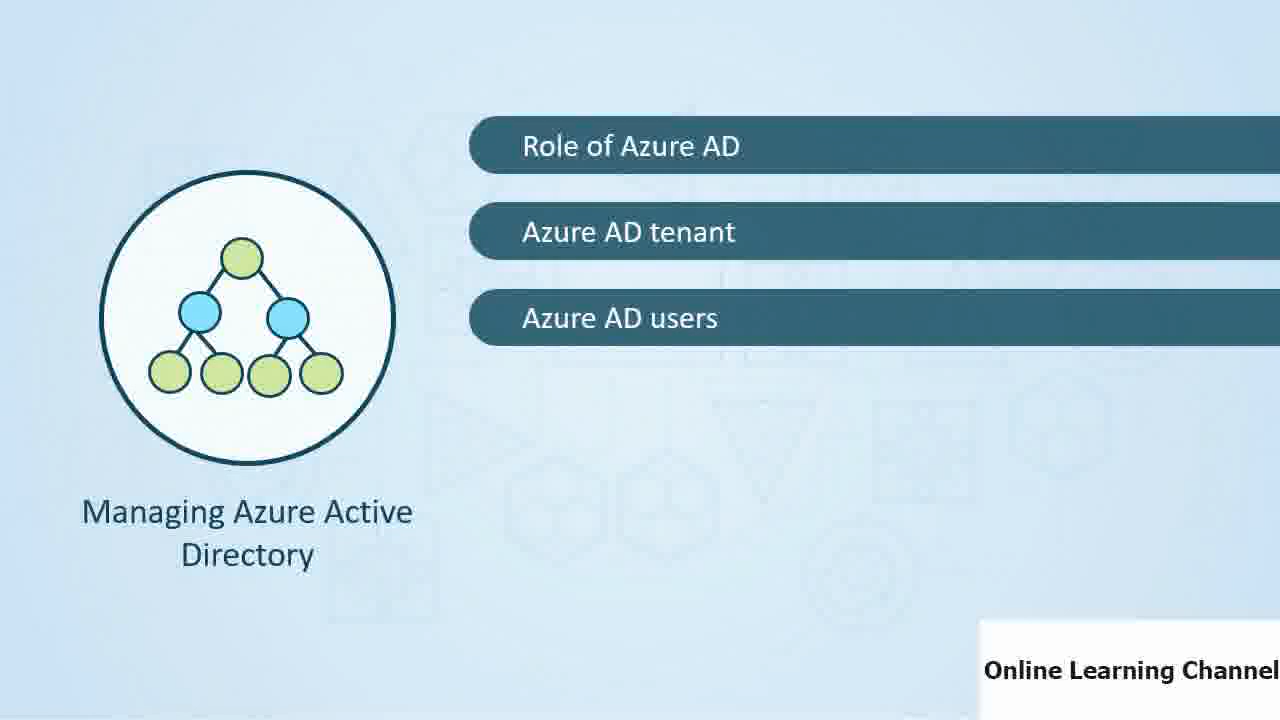 Role of Azure AD
Azure AD tenant
Azure AD users
Managing Azure Active
Directory
Online Learning Channel